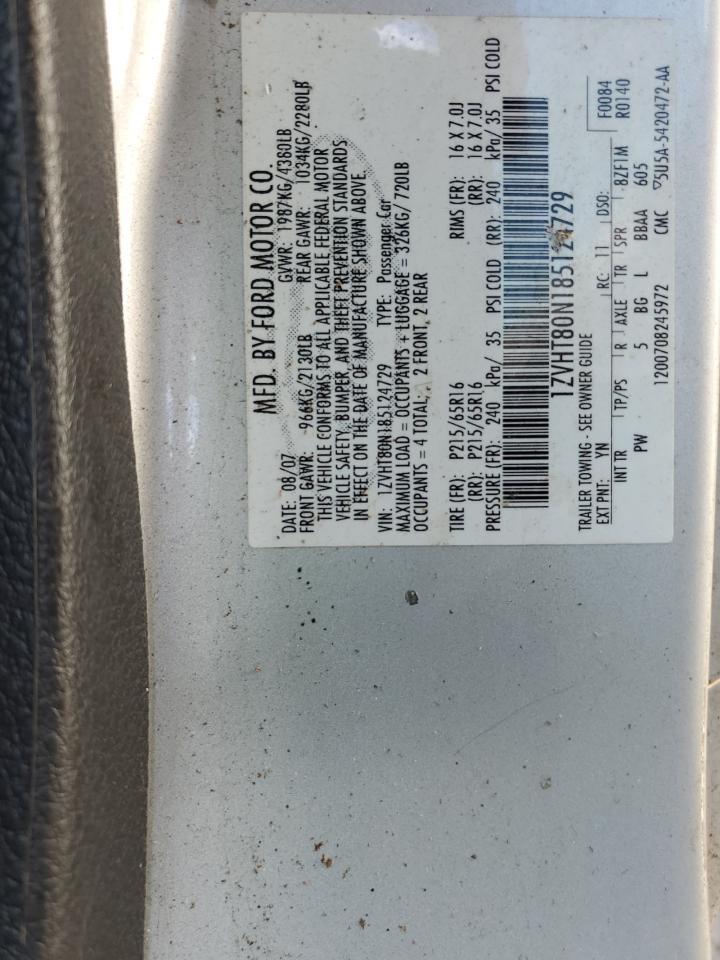 MFD. BY FORD MOTOR CO.
DATE: 08/07 GVWR: 1987KG/4380LB
FRONT GAWR: 966KG/2130LB REAR GAWR: 1034KG/2280LB
THIS VEHICLE CONFORMS TO ALL APPLICABLE FEDERAL MOTOR
VEHICLE SAFETY, BUMPER, AND THEFT PREVENTION STANDARDS
IN EFFECT ON THE DATE OF MANUFACTURE SHOWN ABOVE.
VIN: 1ZVHT80N185124729 TYPE: Passenger Car
MAXIMUM LOAD = OCCUPANTS + LUGGAGE = 326KG/ 720LB
OCCUPANTS = 4 TOTAL: 2 FRONT, 2 REAR
TIRE (FR): P215/65R16 RIMS (FR): 16 X 7.0J
(RR): P215/65R16 (RR): 16 X 7.0J
PRESSURE (FR): 240 kPa/ 35 PSI COLD (RR): 240 kPa/ 35 PSI COLD
1ZVHT80N185124729
TRAILER TOWING - SEE OWNER GUIDE F0084
EXT PNT: YN RC: 11 DSO: R0140
INT TR TP/PS R AXLE TR SPR 8ZF1M
PW 5 BG L BBAA 605
1200708245972 CMC ▽5U5A-5420472-AA